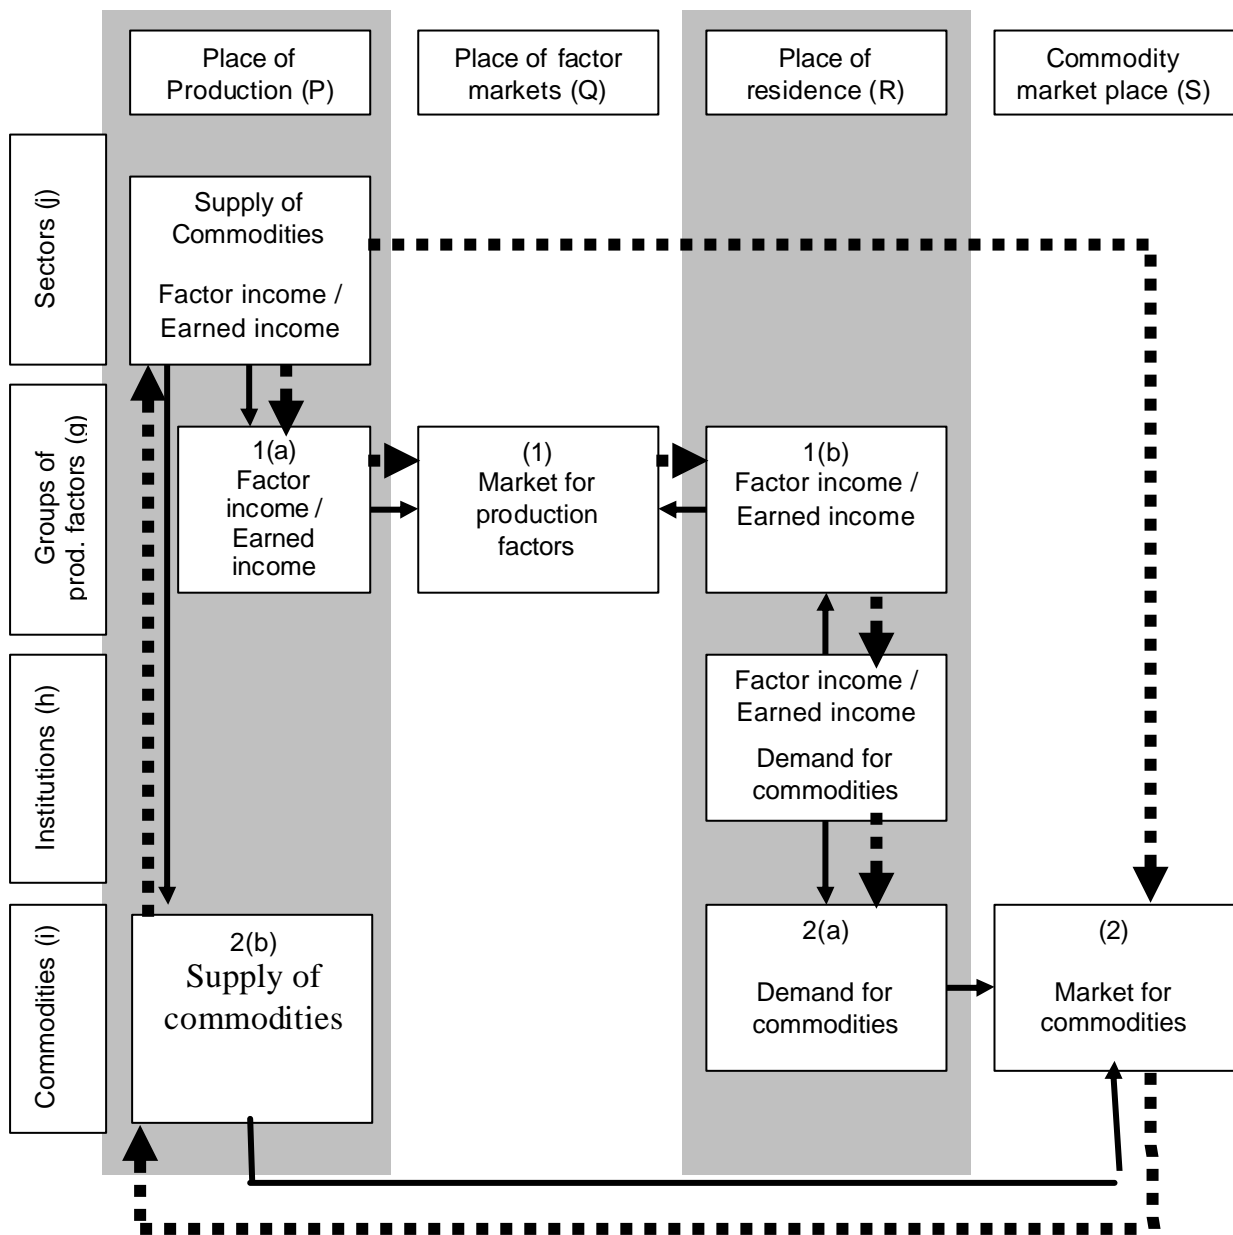 Place of
Production (P)
Place of factor
markets (Q)
Place of
residence (R)
Commodity
market place (S)
Sectors (j)
Supply of
Commodities
Factor income /
Earned income
Groups of
prod. factors (g)
1(a)
Factor
income /
Earned
income
(1)
Market for
production
factors
1(b)
Factor income /
Earned income
Institutions (h)
Factor income /
Earned income
Demand for
commodities
Commodities (i)
2(b)
Supply of
commodities
2(a)
Demand for
commodities
(2)
Market for
commodities